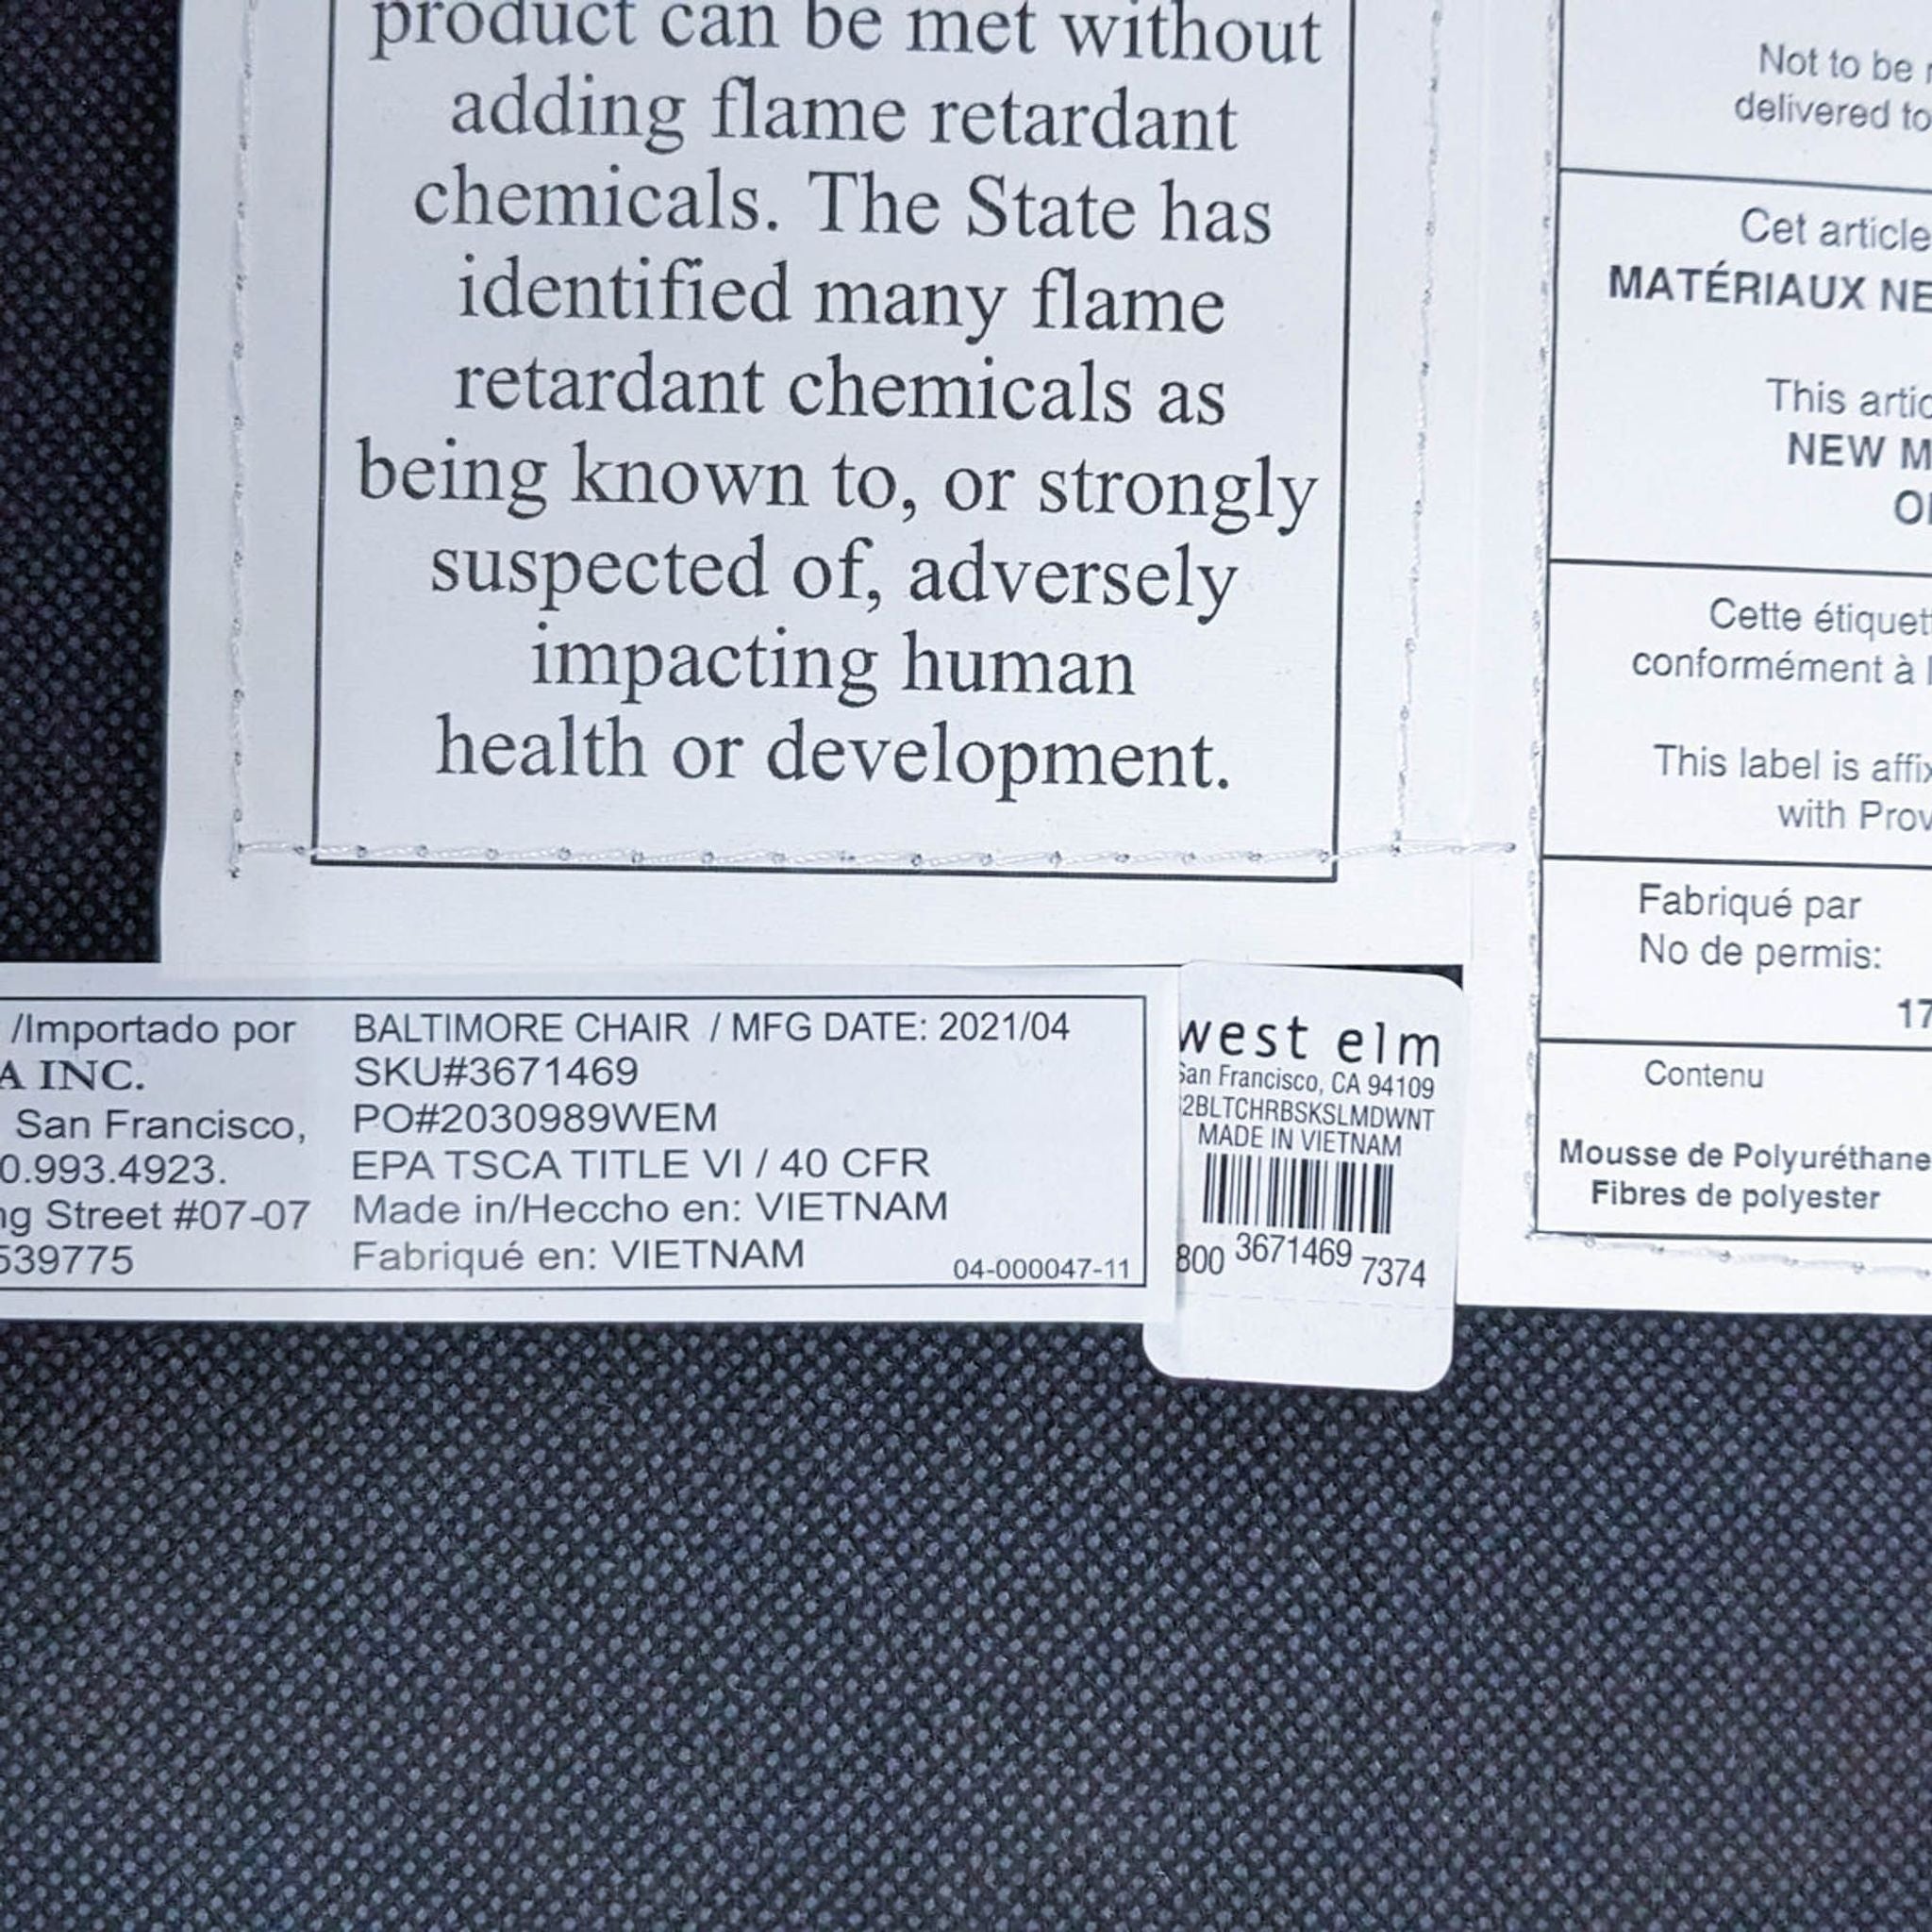 product can be met without
adding flame retardant
chemicals. The State has
identified many flame
retardant chemicals as
being known to, or strongly
suspected of, adversely
impacting human
health or development.
/Importado por
A INC.
San Francisco,
0.993.4923.
ng Street #07-07
539775
BALTIMORE CHAIR / MFG DATE: 2021/04
SKU#3671469
PO#2030989WEM
EPA TSCA TITLE VI / 40 CFR
Made in/Heccho en: VIETNAM
Fabriqué en: VIETNAM
04-000047-11
west elm
San Francisco, CA 94109
2BLTCHRBSKSLMDWNT
MADE IN VIETNAM
800 3671469 7374
Not to be
delivered to
Cet article
MATÉRIAUX NE
This artic
NEW M
Cette étiquet
conformément à
This label is affix
with Prov
Fabriqué par
No de permis:
17
Contenu
Mousse de Polyuréthane
Fibres de polyester